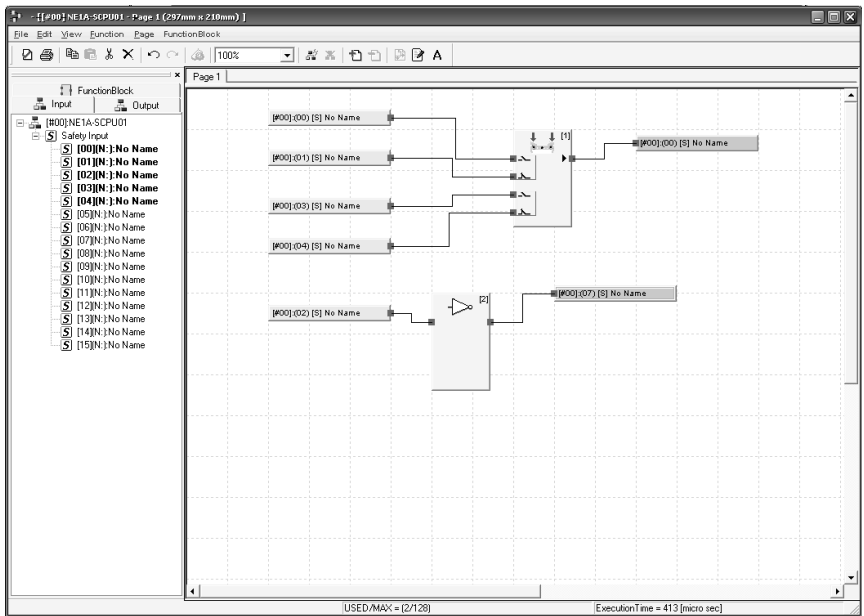 - [[#00] NE1A-SCPU01 - Page 1 (297mm x 210mm) ]
File Edit View Function Page FunctionBlock
100%
A
FunctionBlock
Input Output
[#00]:NE1A-SCPU01
Safety Input
S [00](N:):No Name
S [01](N:):No Name
S [02](N:):No Name
S [03](N:):No Name
S [04](N:):No Name
S [05](N:):No Name
S [06](N:):No Name
S [07](N:):No Name
S [08](N:):No Name
S [09](N:):No Name
S [10](N:):No Name
S [11](N:):No Name
S [12](N:):No Name
S [13](N:):No Name
S [14](N:):No Name
S [15](N:):No Name
Page 1
[#00]:(00) [S] No Name
[#00]:(01) [S] No Name
[#00]:(03) [S] No Name
[#00]:(04) [S] No Name
[1]
[#00]:(00) [S] No Name
[#00]:(02) [S] No Name
[2]
[#00]:(07) [S] No Name
USED/MAX = (2/128)
ExecutionTime = 413 [micro sec]